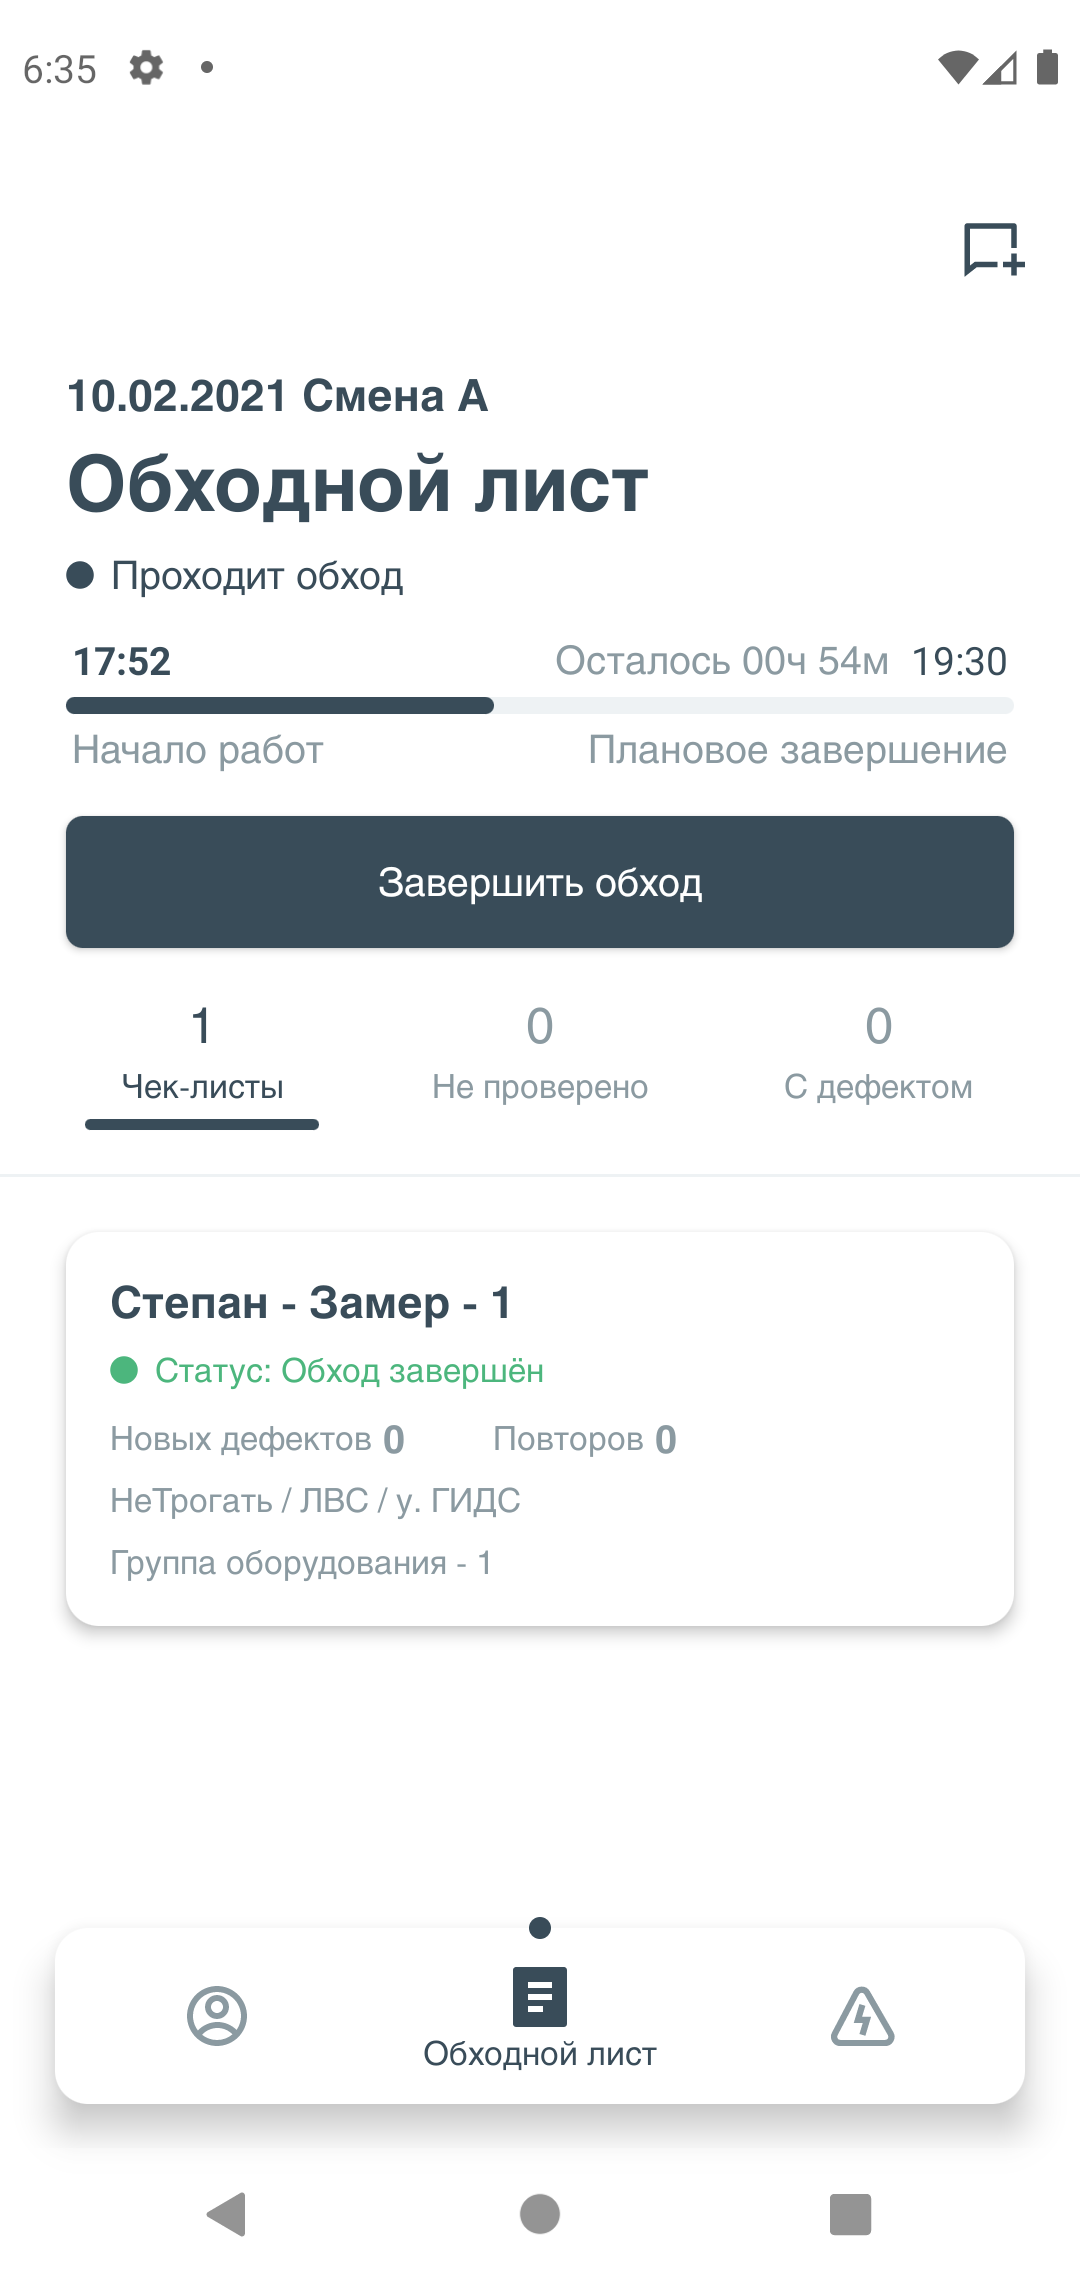 6:35
10.02.2021 Смена А
Обходной лист
Проходит обход
17:52 Осталось 00ч 54м 19:30
Начало работ Плановое завершение
Завершить обход
1 0 0
Чек-листы Не проверено С дефектом
Степан - Замер - 1
Статус: Обход завершён
Новых дефектов 0 Повторов 0
НеТрогать / ЛВС / у. ГИДС
Группа оборудования - 1
Обходной лист